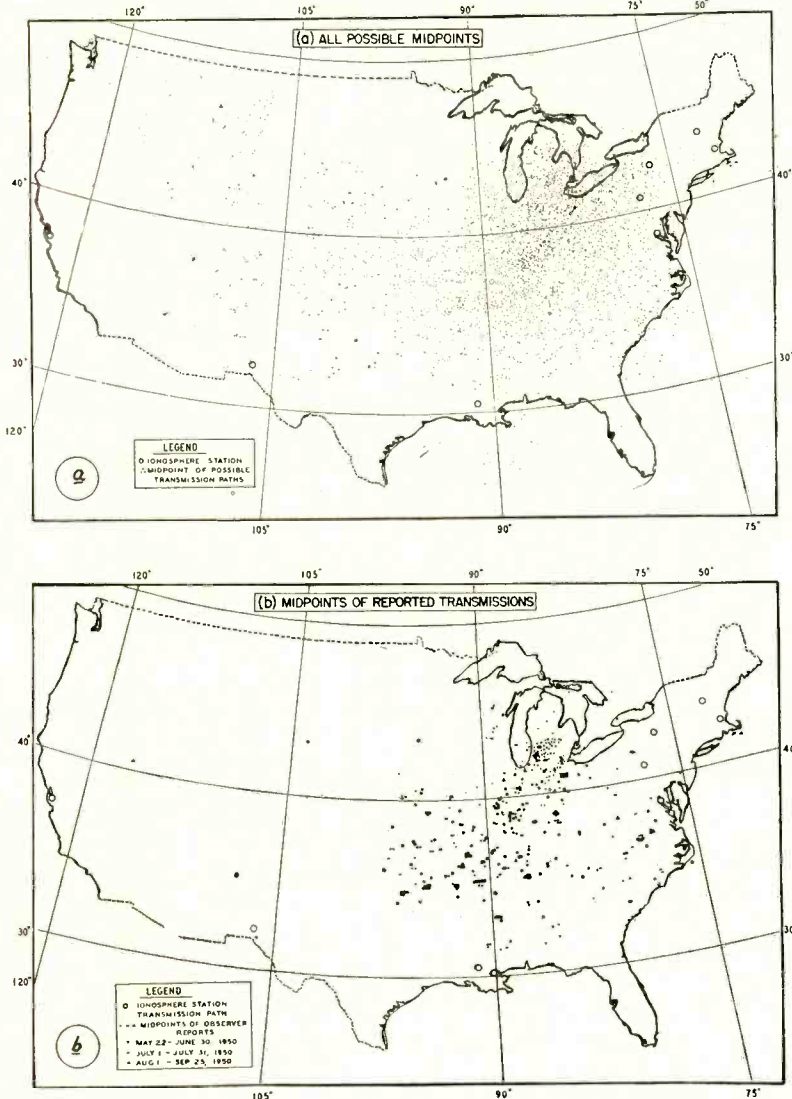 120°
105°
90°
75°
50°
(a) ALL POSSIBLE MIDPOINTS
40°
40°
30°
30°
120°
LEGEND
O IONOSPHERE STATION
MIDPOINT OF POSSIBLE
TRANSMISSION PATHS
a
105°
90°
75°
120°
105°
90°
75°
50°
(b) MIDPOINTS OF REPORTED TRANSMISSIONS
40°
40
30°
30
120°
LEGEND
O IONOSPHERE STATION
TRANSMISSION PATH
--- MIDPOINTS OF OBSERVER
REPORTS
MAY 22 - JUNE 30, 1950
JULY 1 - JULY 31, 1950
AUG 1 - SEP 25, 1950
b
105°
90°
75°